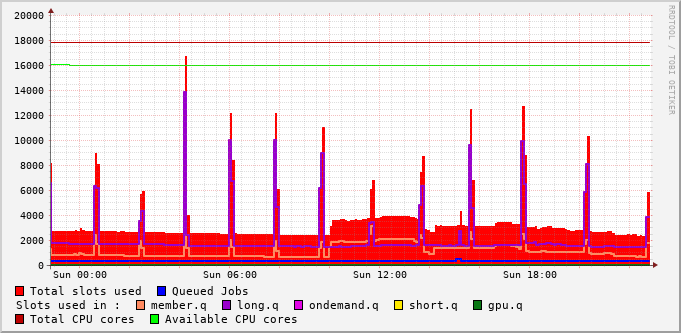 20000
18000
16000
14000
12000
10000
8000
6000
4000
2000
0
Sun 00:00 Sun 06:00 Sun 12:00 Sun 18:00
Total slots used Queued Jobs
Slots used in : member.q long.q ondemand.q short.q gpu.q
Total CPU cores Available CPU cores
RRDTOOL / TOBI OETIKER